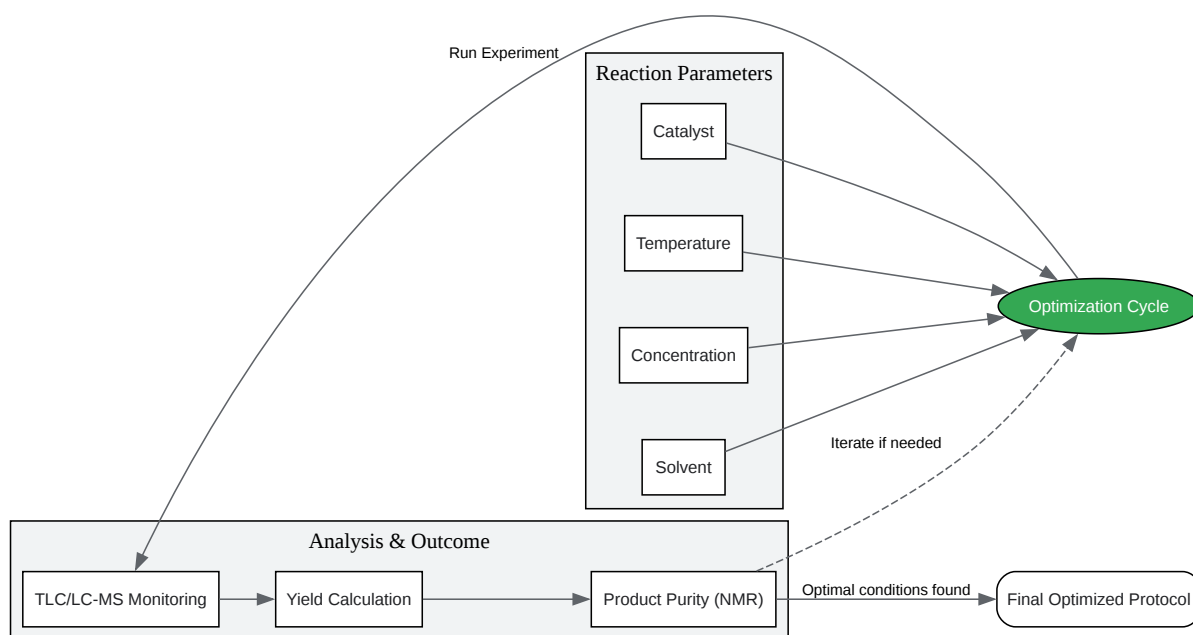 Run Experiment
Reaction Parameters
Catalyst
Temperature
Optimization Cycle
Concentration
Iterate if needed
Solvent
Analysis & Outcome
TLC/LC-MS Monitoring
Yield Calculation
Product Purity (NMR)
Optimal conditions found
Final Optimized Protocol